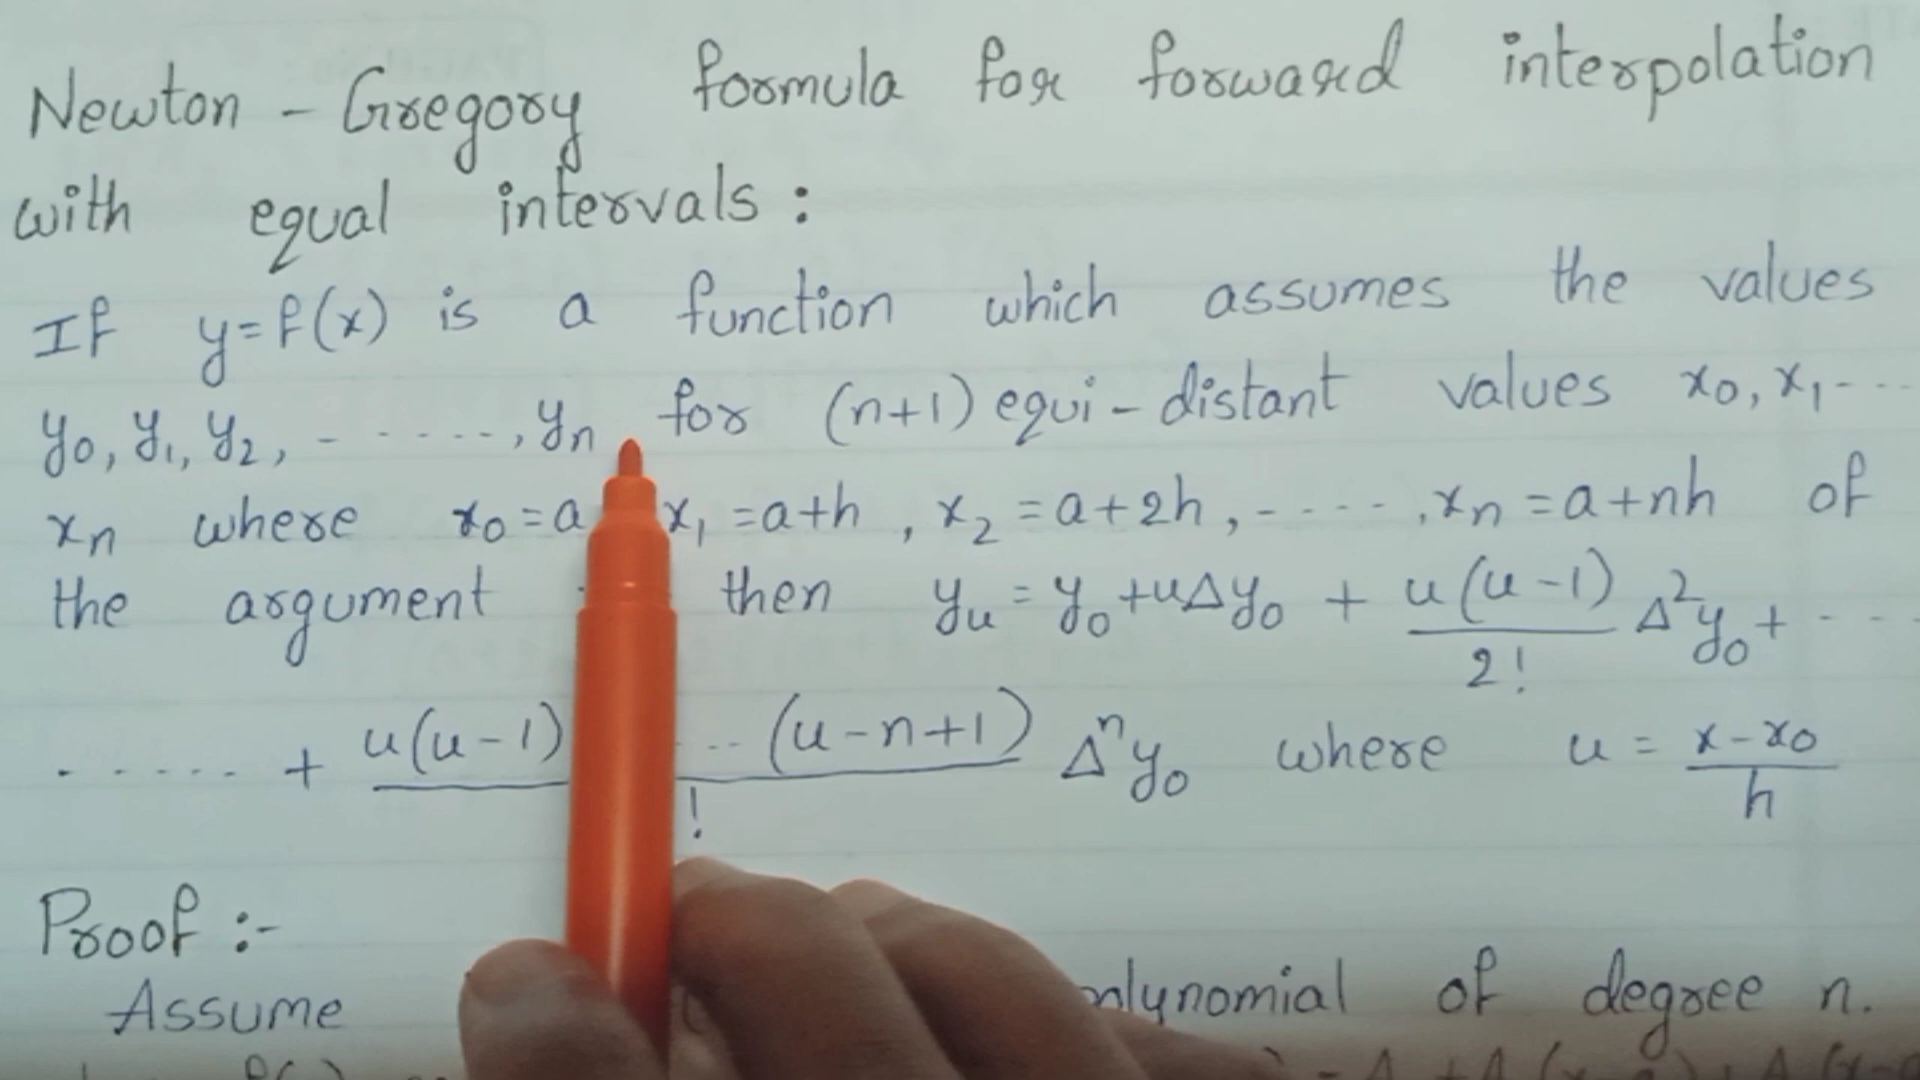 Newton - Gregory formula for forward interpolation
with equal intervals :
If y=f(x) is a function which assumes the values
y₀, y₁, y₂, - ‑ ‑ ‑ ‑ ‑, yₙ for (n+1) equi-distant values x₀, x₁ - - -
xₙ where x₀ = a x₁ = a+h , x₂ = a+2h , - - - - - , xₙ = a+nh of
the argument then yᵤ = y₀ + uΔy₀ + u(u-1)/2! Δ²y₀ + - - -
. . . . . . + u(u-1) ... (u-n+1)/! Δⁿy₀ where u = x-x₀/h
Proof :-
Assume of degree n.